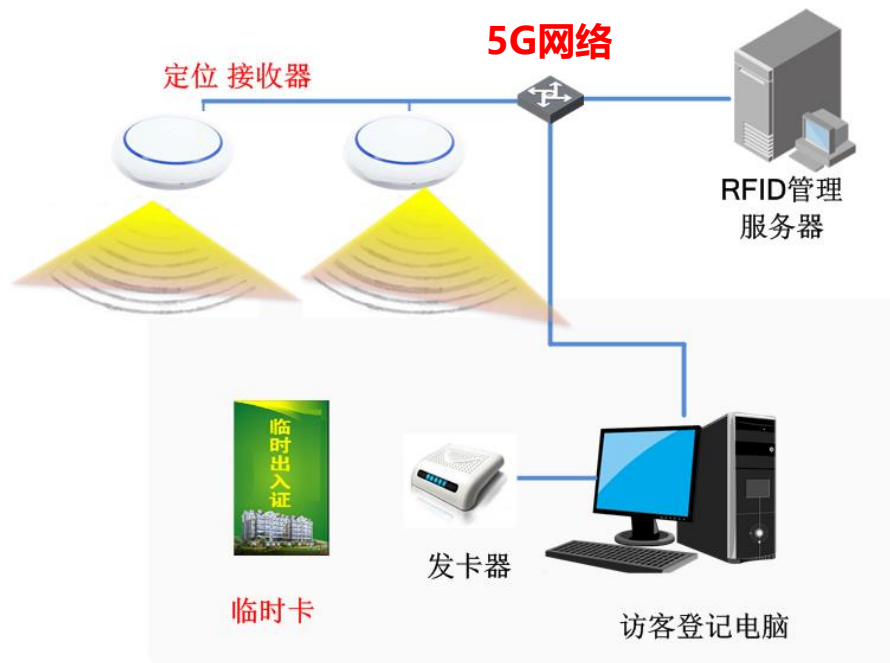 5G网络
定位 接收器
RFID管理
服务器
临时出入证
发卡器
临时卡
访客登记电脑